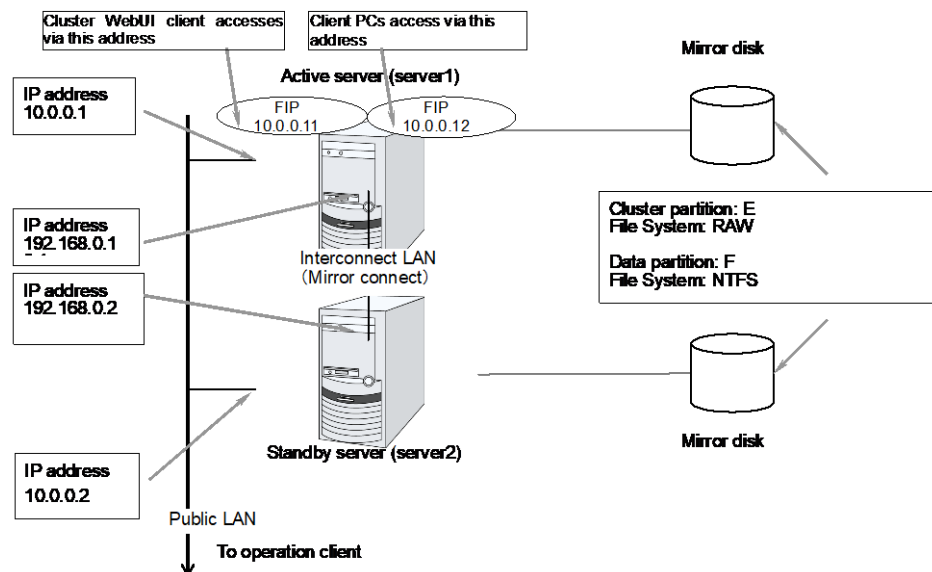 Cluster WebUI client accesses
via this address
Client PCs access via this
address
Mirror disk
Active server (server1)
IP address
10.0.0.1
FIP
10.0.0.11
FIP
10.0.0.12
IP address
192.168.0.1
Interconnect LAN
(Mirror connect)
Cluster partition: E
File System: RAW
Data partition: F
File System: NTFS
IP address
192.168.0.2
Standby server (server2)
Mirror disk
IP address
10.0.0.2
Public LAN
To operation client